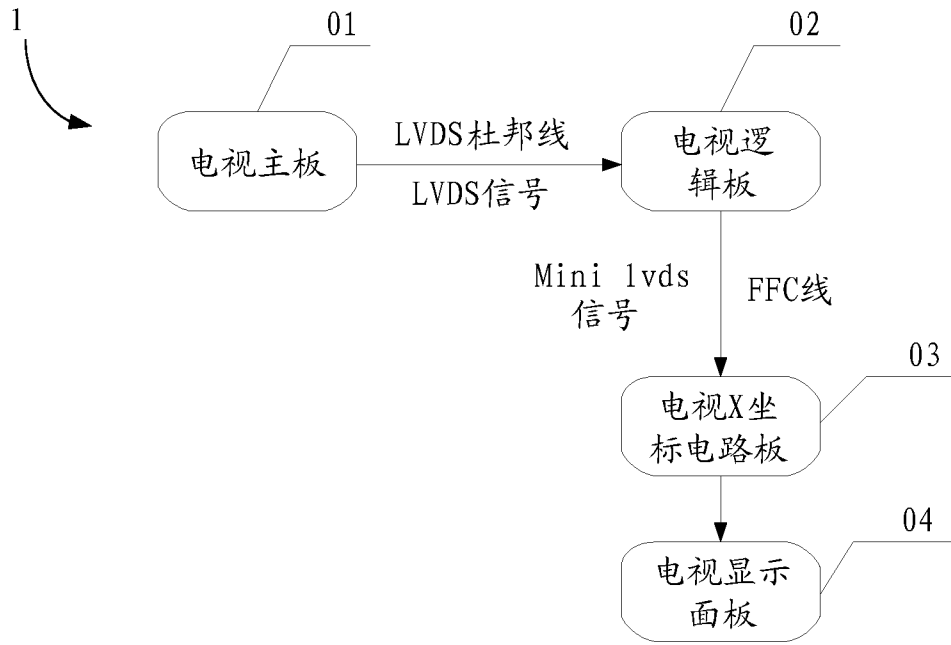 1
01
02
电视主板
LVDS杜邦线
LVDS信号
电视逻
辑板
Mini lvds
信号
FFC线
03
电视X坐
标电路板
04
电视显示
面板